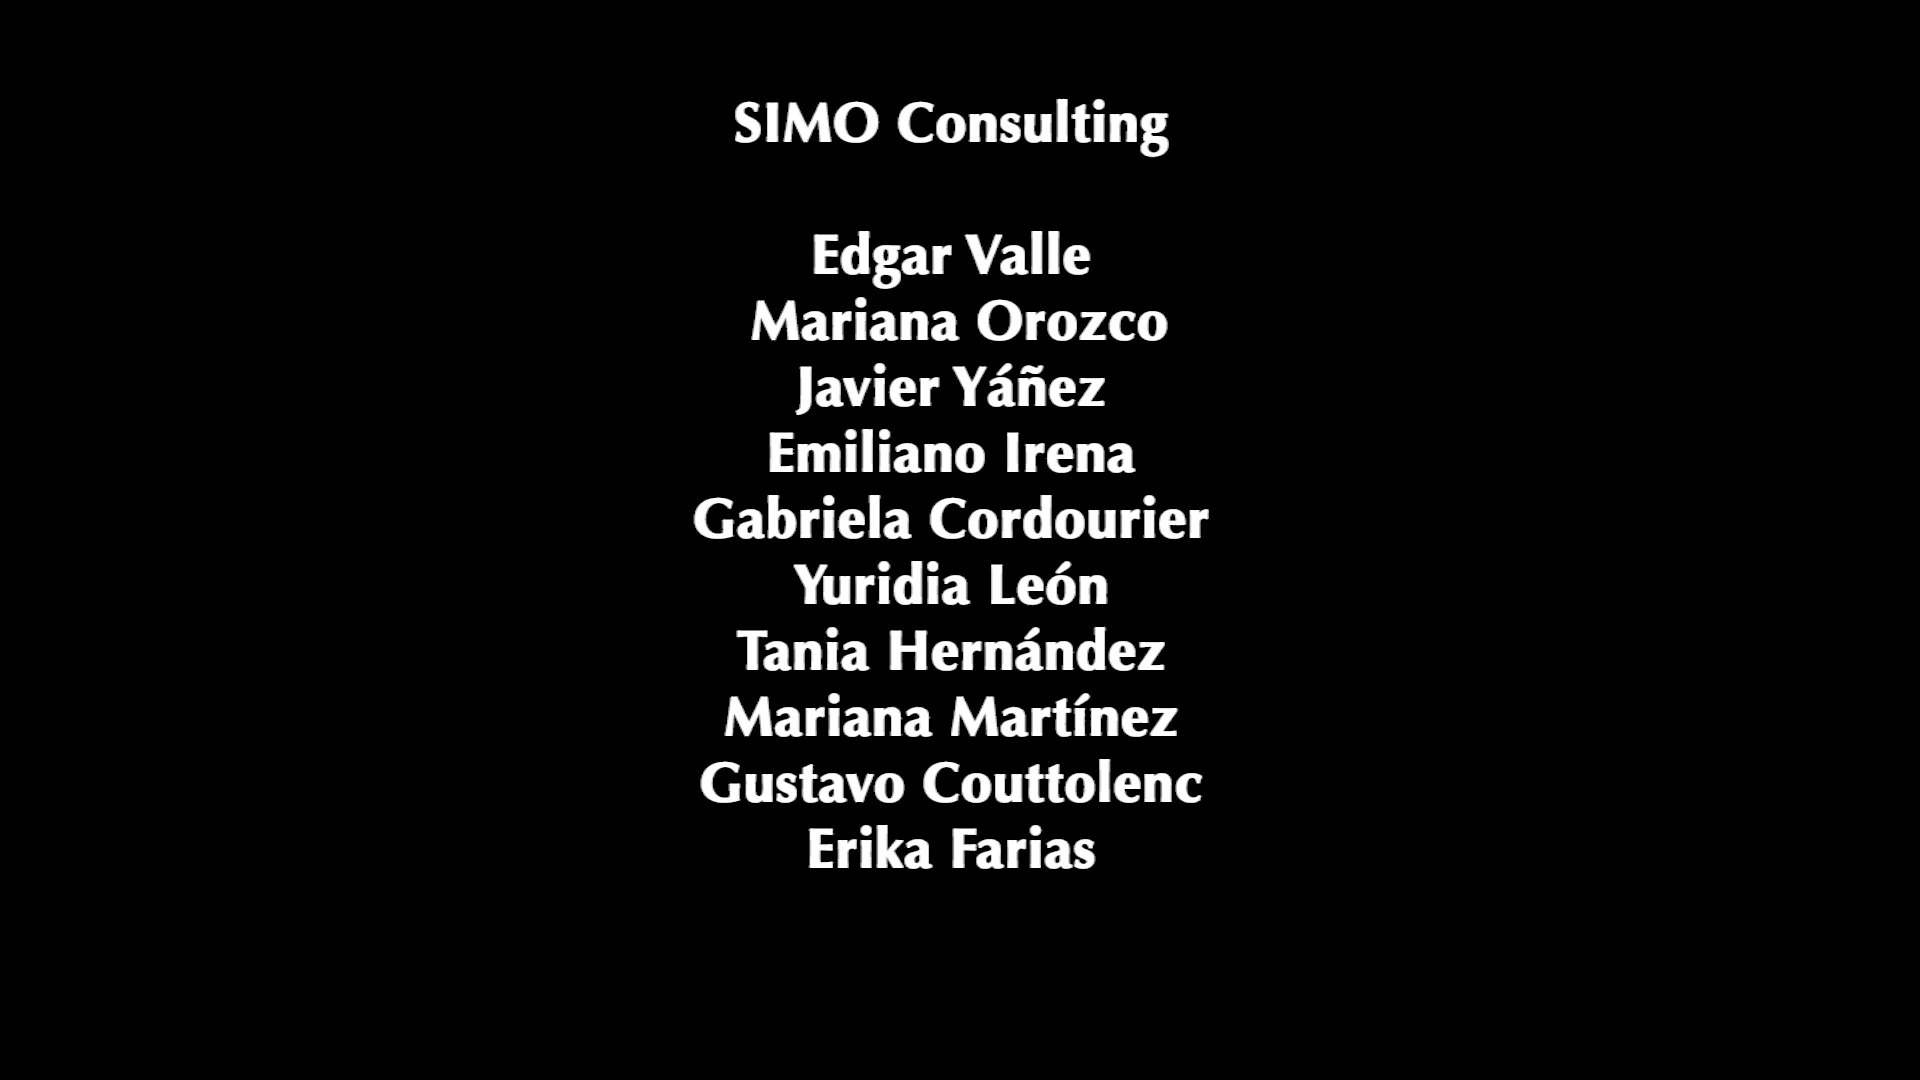 SIMO Consulting
Edgar Valle
Mariana Orozco
Javier Yáñez
Emiliano Irena
Gabriela Cordourier
Yuridia León
Tania Hernández
Mariana Martínez
Gustavo Couttolenc
Erika Farias